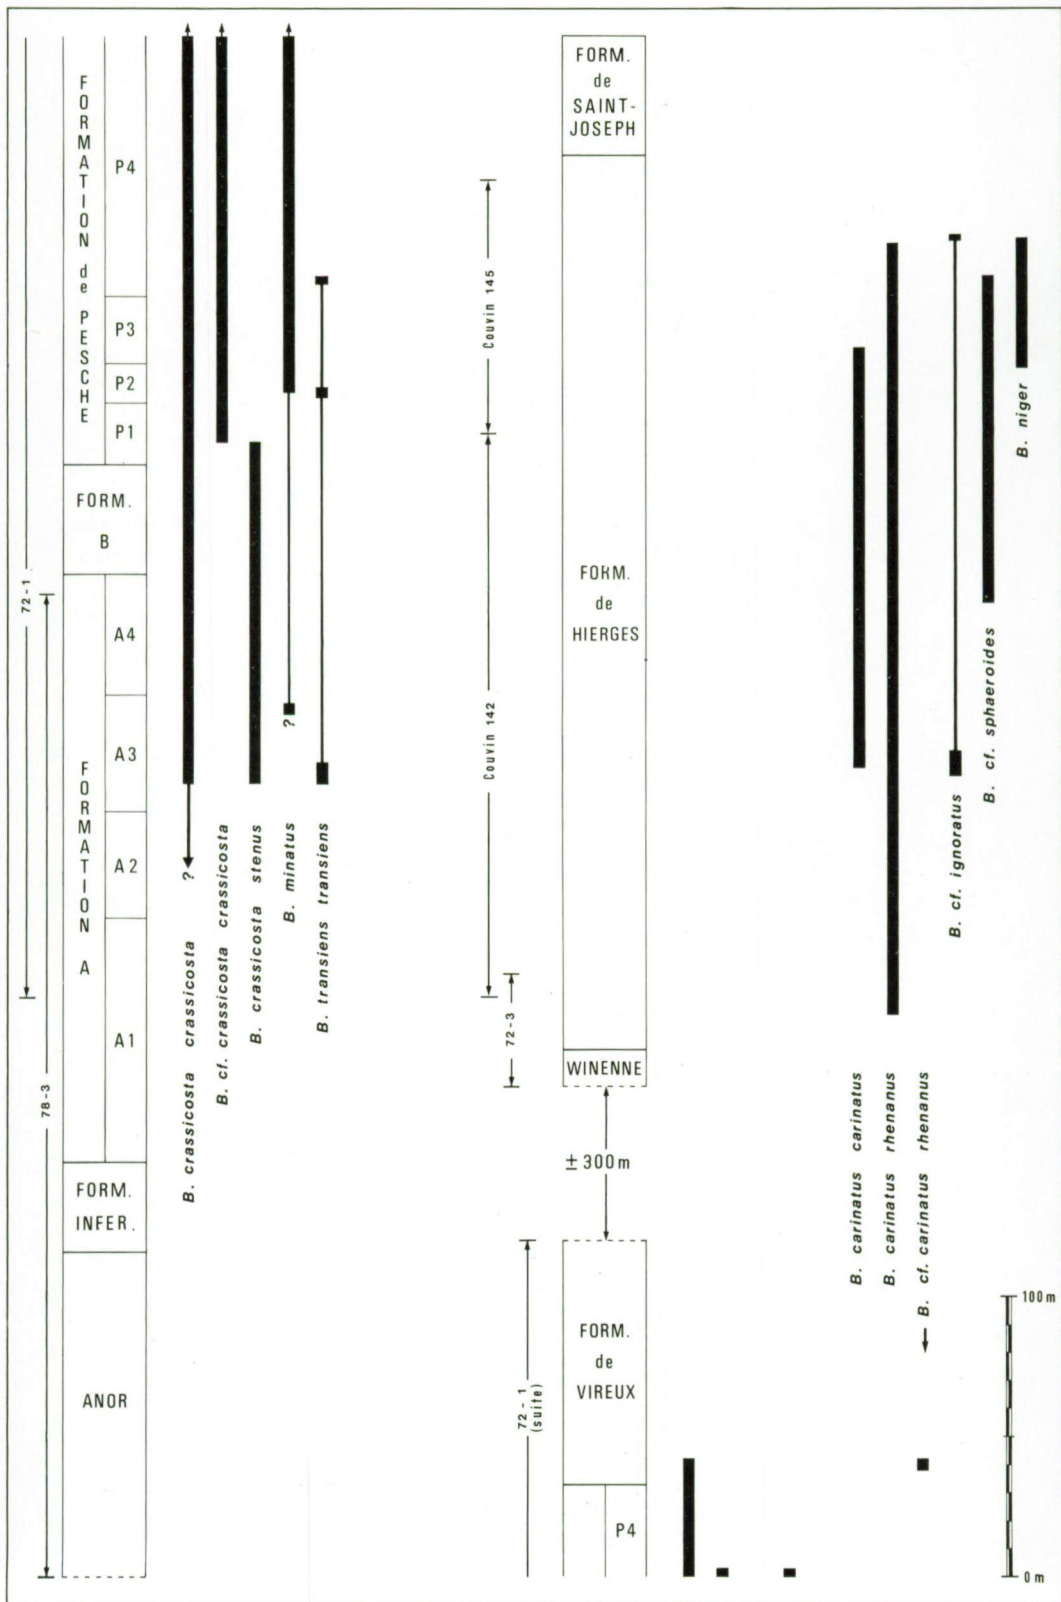 FORMATION de PESCHE
P4
P3
P2
P1
FORM.
B
FORMATION A
A4
A3
A2
A1
FORM.
INFER.
ANOR
72-1
78-3
?
?
B. crassicosta crassicosta
B. cf. crassicosta crassicosta
B. crassicosta stenus
B. minatus
B. transiens transiens
FORM.
de
SAINT-
JOSEPH
FORM.
de
HIERGES
WINENNE
± 300 m
FORM.
de
VIREUX
P4
Couvin 145
Couvin 142
72-3
72-1
(suite)
B. carinatus carinatus
B. carinatus rhenanus
B. cf. carinatus rhenanus
B. cf. ignoratus
B. cf. sphaeroides
B. niger
100 m
0 m